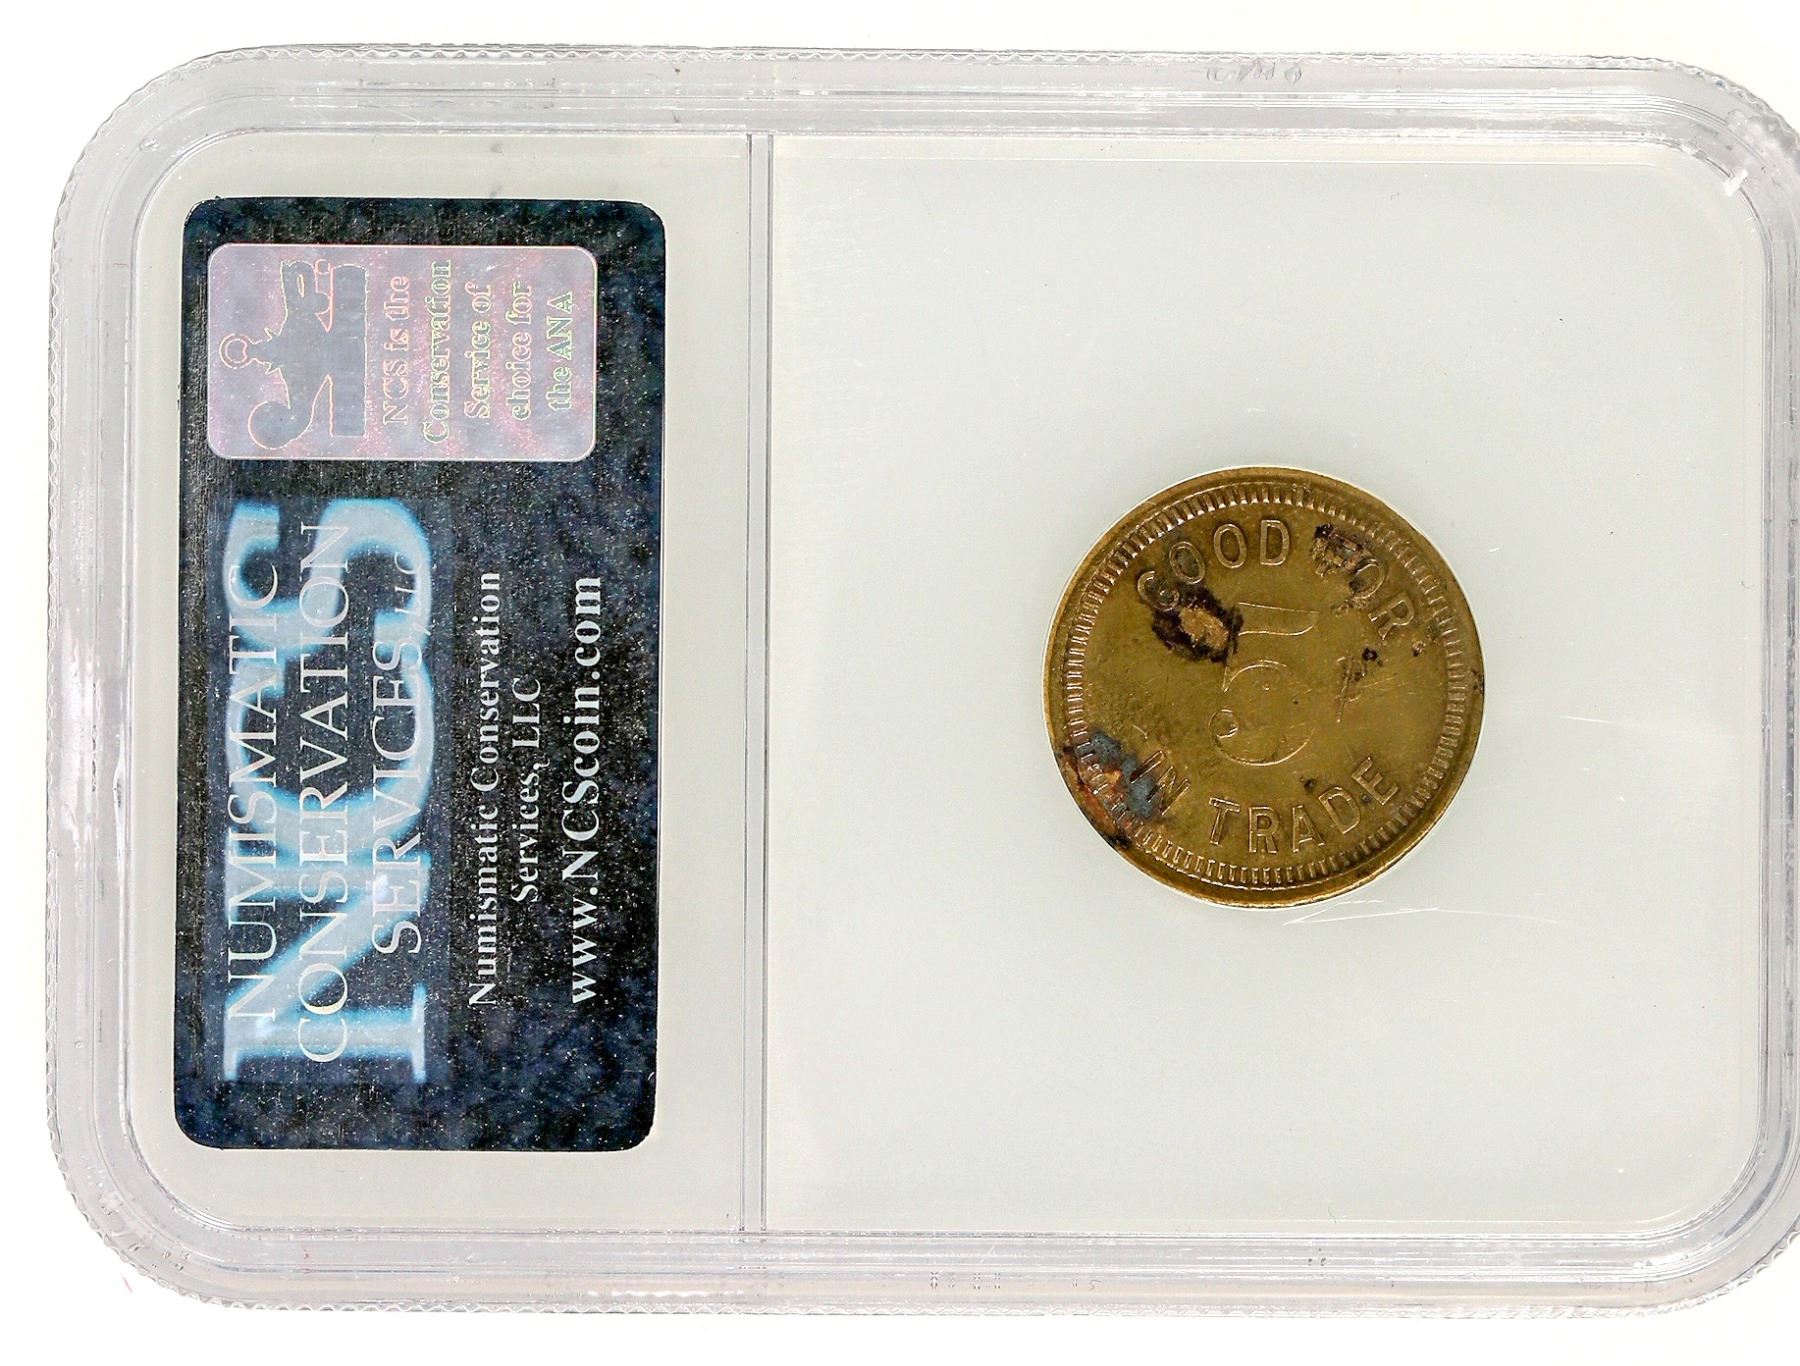 NCS is the
Conservation
Service of
choice for
the ANA
NCS
NUMISMATIC
CONSERVATION
SERVICES, LLC
Numismatic Conservation
Services, LLC
www.NCScoin.com
GOOD FOR
5¢
IN TRADE